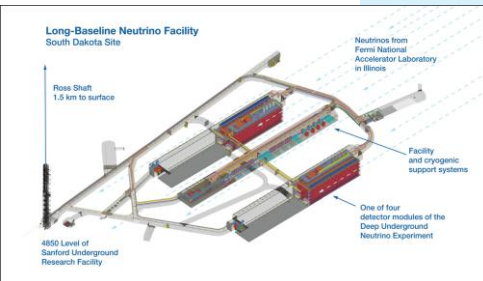 Long-Baseline Neutrino Facility
South Dakota Site
Neutrinos from
Fermi National
Accelerator Laboratory
in Illinois
Ross Shaft
1.5 km to surface
Facility
and cryogenic
support systems
One of four
detector modules of the
Deep Underground
Neutrino Experiment
4850 Level of
Sanford Underground
Research Facility